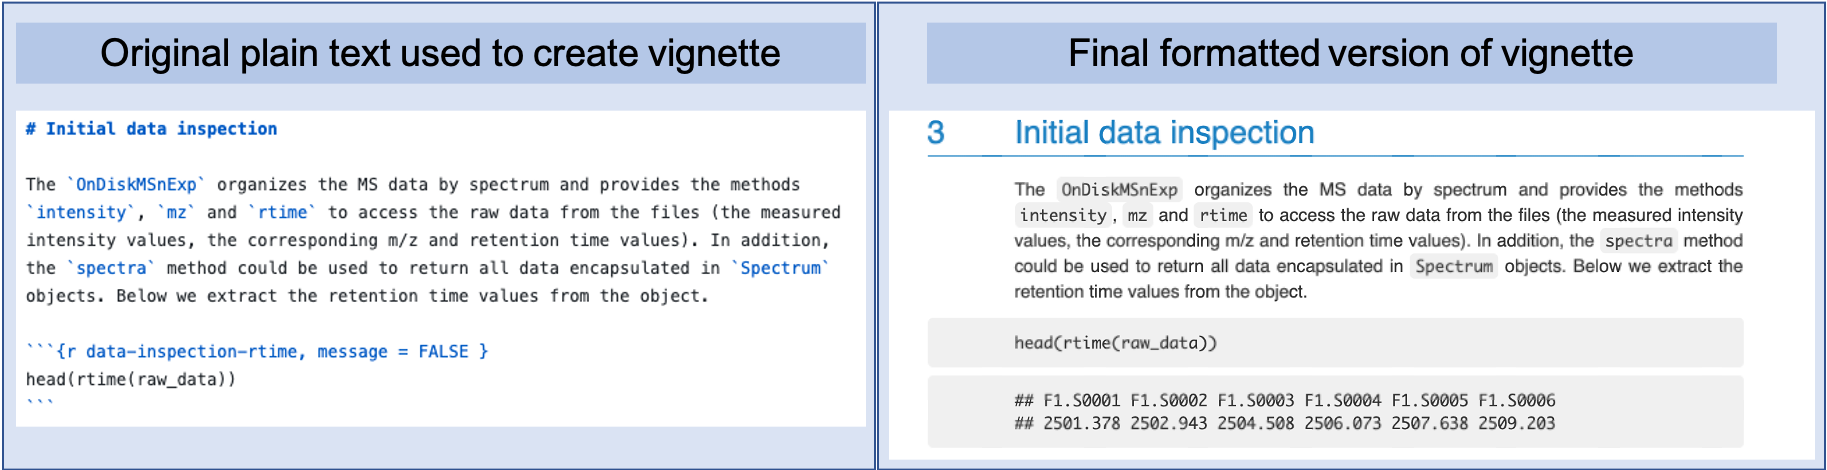 Original plain text used to create vignette
# Initial data inspection
The `OnDiskMSnExp` organizes the MS data by spectrum and provides the methods
`intensity`, `mz` and `rtime` to access the raw data from the files (the measured
intensity values, the corresponding m/z and retention time values). In addition,
the `spectra` method could be used to return all data encapsulated in `Spectrum`
objects. Below we extract the retention time values from the object.
```{r data-inspection-rtime, message = FALSE }
head(rtime(raw_data))
```
Final formatted version of vignette
3 Initial data inspection
The OnDiskMSnExp organizes the MS data by spectrum and provides the methods
intensity, mz and rtime to access the raw data from the files (the measured intensity
values, the corresponding m/z and retention time values). In addition, the spectra method
could be used to return all data encapsulated in Spectrum objects. Below we extract the
retention time values from the object.
head(rtime(raw_data))
## F1.S0001 F1.S0002 F1.S0003 F1.S0004 F1.S0005 F1.S0006
## 2501.378 2502.943 2504.508 2506.073 2507.638 2509.203